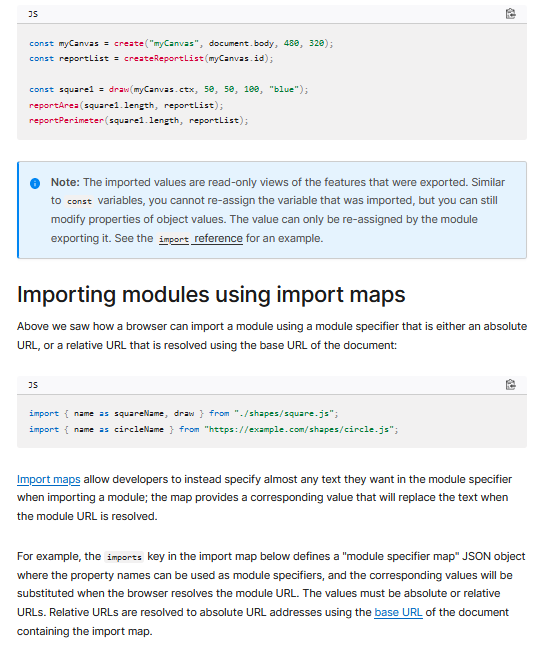 JS
const myCanvas = create("myCanvas", document.body, 480, 320);
const reportList = createReportList(myCanvas.id);
const square1 = draw(myCanvas.ctx, 50, 50, 100, "blue");
reportArea(square1.length, reportList);
reportPerimeter(square1.length, reportList);
Note: The imported values are read-only views of the features that were exported. Similar
to const variables, you cannot re-assign the variable that was imported, but you can still
modify properties of object values. The value can only be re-assigned by the module
exporting it. See the import reference for an example.
Importing modules using import maps
Above we saw how a browser can import a module using a module specifier that is either an absolute
URL, or a relative URL that is resolved using the base URL of the document:
JS
import { name as squareName, draw } from "./shapes/square.js";
import { name as circleName } from "https://example.com/shapes/circle.js";
Import maps allow developers to instead specify almost any text they want in the module specifier
when importing a module; the map provides a corresponding value that will replace the text when
the module URL is resolved.
For example, the imports key in the import map below defines a "module specifier map" JSON object
where the property names can be used as module specifiers, and the corresponding values will be
substituted when the browser resolves the module URL. The values must be absolute or relative
URLs. Relative URLs are resolved to absolute URL addresses using the base URL of the document
containing the import map.